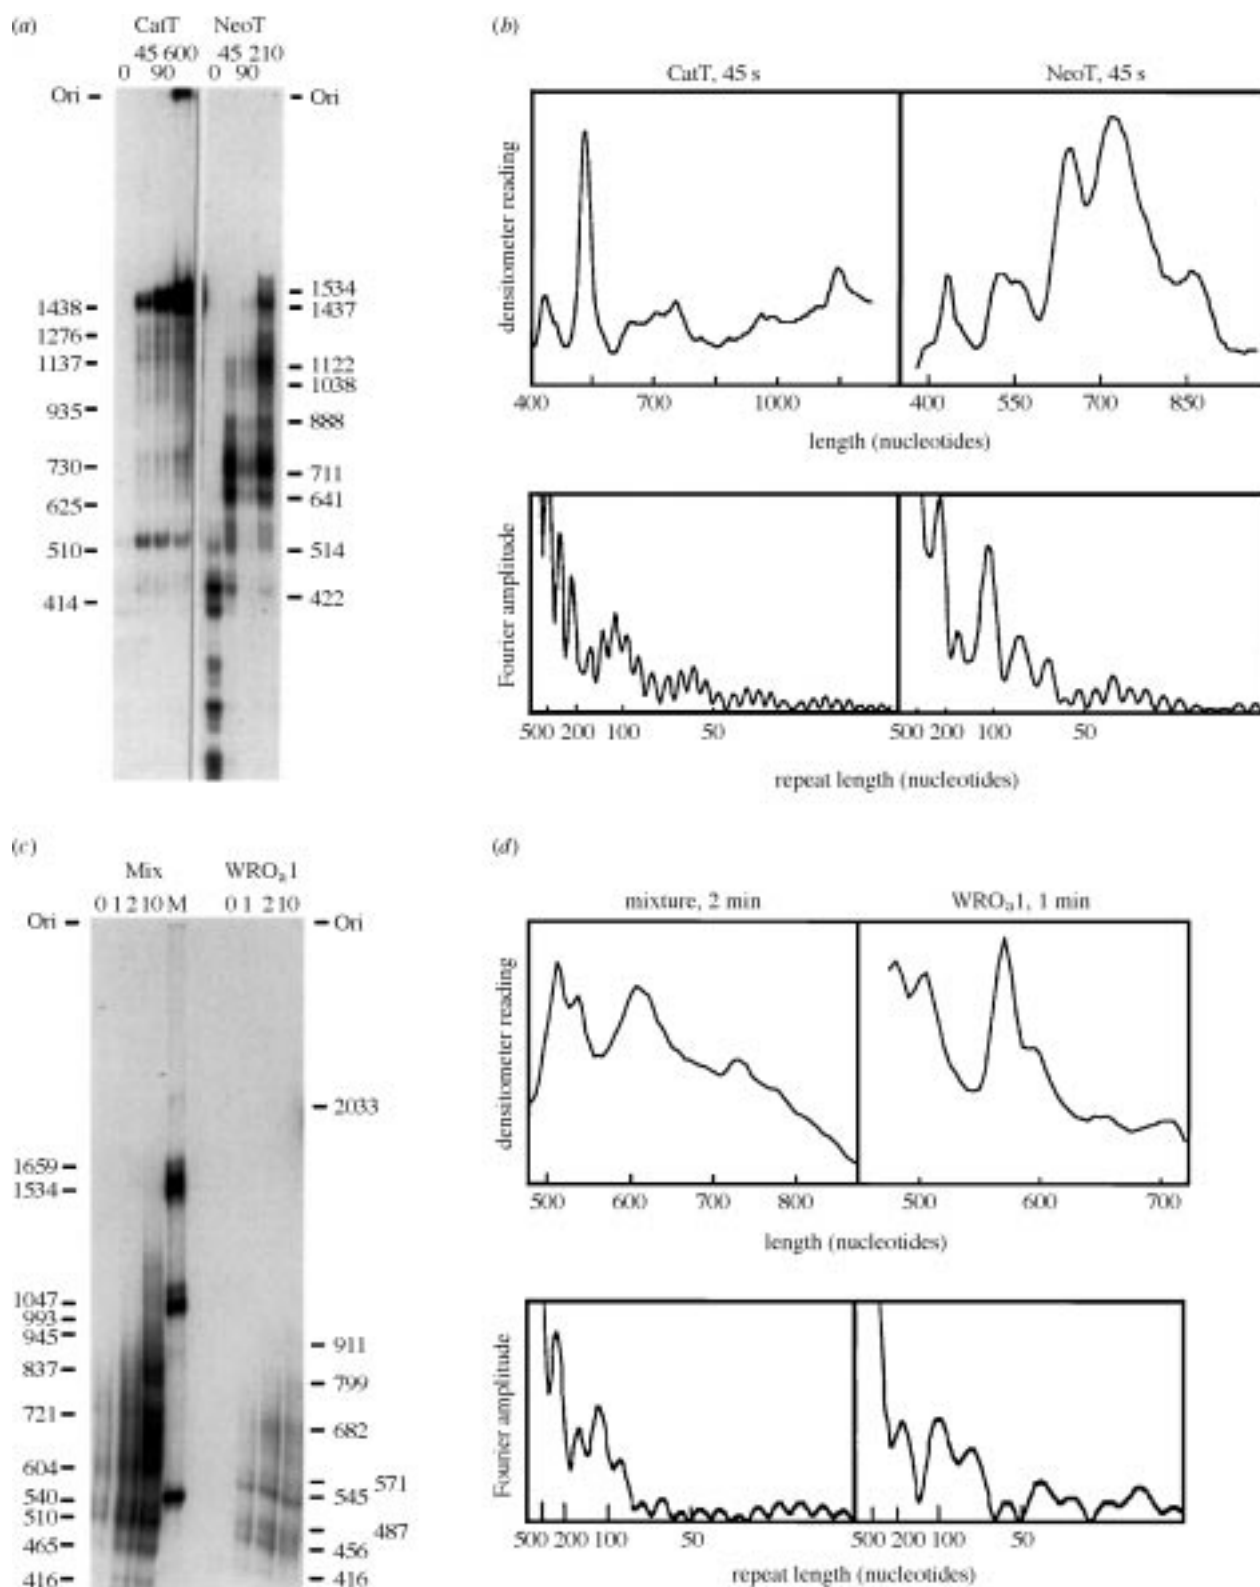 (a)
CatT NeoT
45 600 45 210
0 90 0 90
Ori Ori
1438
1276
1137
935
730
625
510
414
1534
1437
1122
1038
888
711
641
514
422
(b)
CatT, 45 s NeoT, 45 s
densitometer reading
400 700 1000 400 550 700 850
length (nucleotides)
Fourier amplitude
500 200 100 50 500 200 100 50
repeat length (nucleotides)
(c)
Mix WROa1
0 1 2 10 M 0 1 2 10
Ori Ori
1659
1534
1047
993
945
837
721
604
540
510
465
416
2033
911
799
682
571
545
487
456
416
(d)
mixture, 2 min WROa1, 1 min
densitometer reading
500 600 700 800 500 600 700
length (nucleotides)
Fourier amplitude
500 200 100 50 500 200 100 50
repeat length (nucleotides)